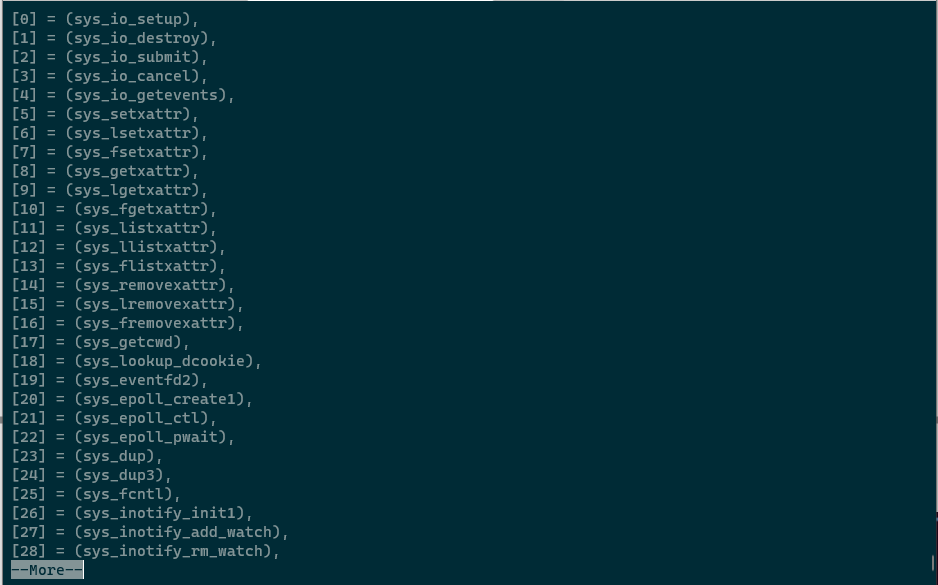 [0] = (sys_io_setup),
[1] = (sys_io_destroy),
[2] = (sys_io_submit),
[3] = (sys_io_cancel),
[4] = (sys_io_getevents),
[5] = (sys_setxattr),
[6] = (sys_lsetxattr),
[7] = (sys_fsetxattr),
[8] = (sys_getxattr),
[9] = (sys_lgetxattr),
[10] = (sys_fgetxattr),
[11] = (sys_listxattr),
[12] = (sys_llistxattr),
[13] = (sys_flistxattr),
[14] = (sys_removexattr),
[15] = (sys_lremovexattr),
[16] = (sys_fremovexattr),
[17] = (sys_getcwd),
[18] = (sys_lookup_dcookie),
[19] = (sys_eventfd2),
[20] = (sys_epoll_create1),
[21] = (sys_epoll_ctl),
[22] = (sys_epoll_pwait),
[23] = (sys_dup),
[24] = (sys_dup3),
[25] = (sys_fcntl),
[26] = (sys_inotify_init1),
[27] = (sys_inotify_add_watch),
[28] = (sys_inotify_rm_watch),
--More--